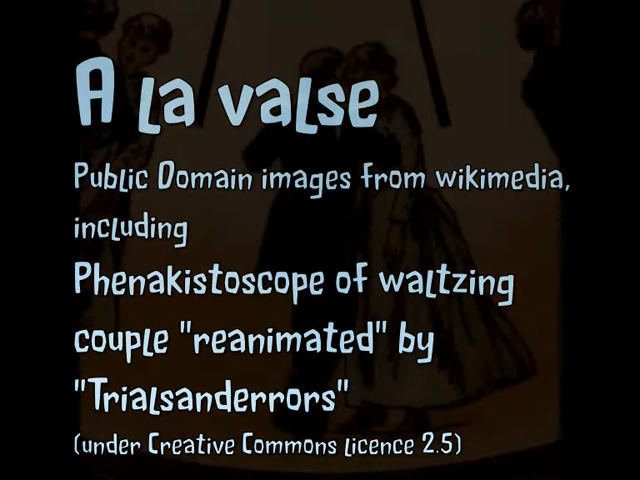 A la valse
Public Domain images from wikimedia,
including
Phenakistoscope of waltzing
couple "reanimated" by
"Trialsanderrors"
(under Creative Commons licence 2.5)